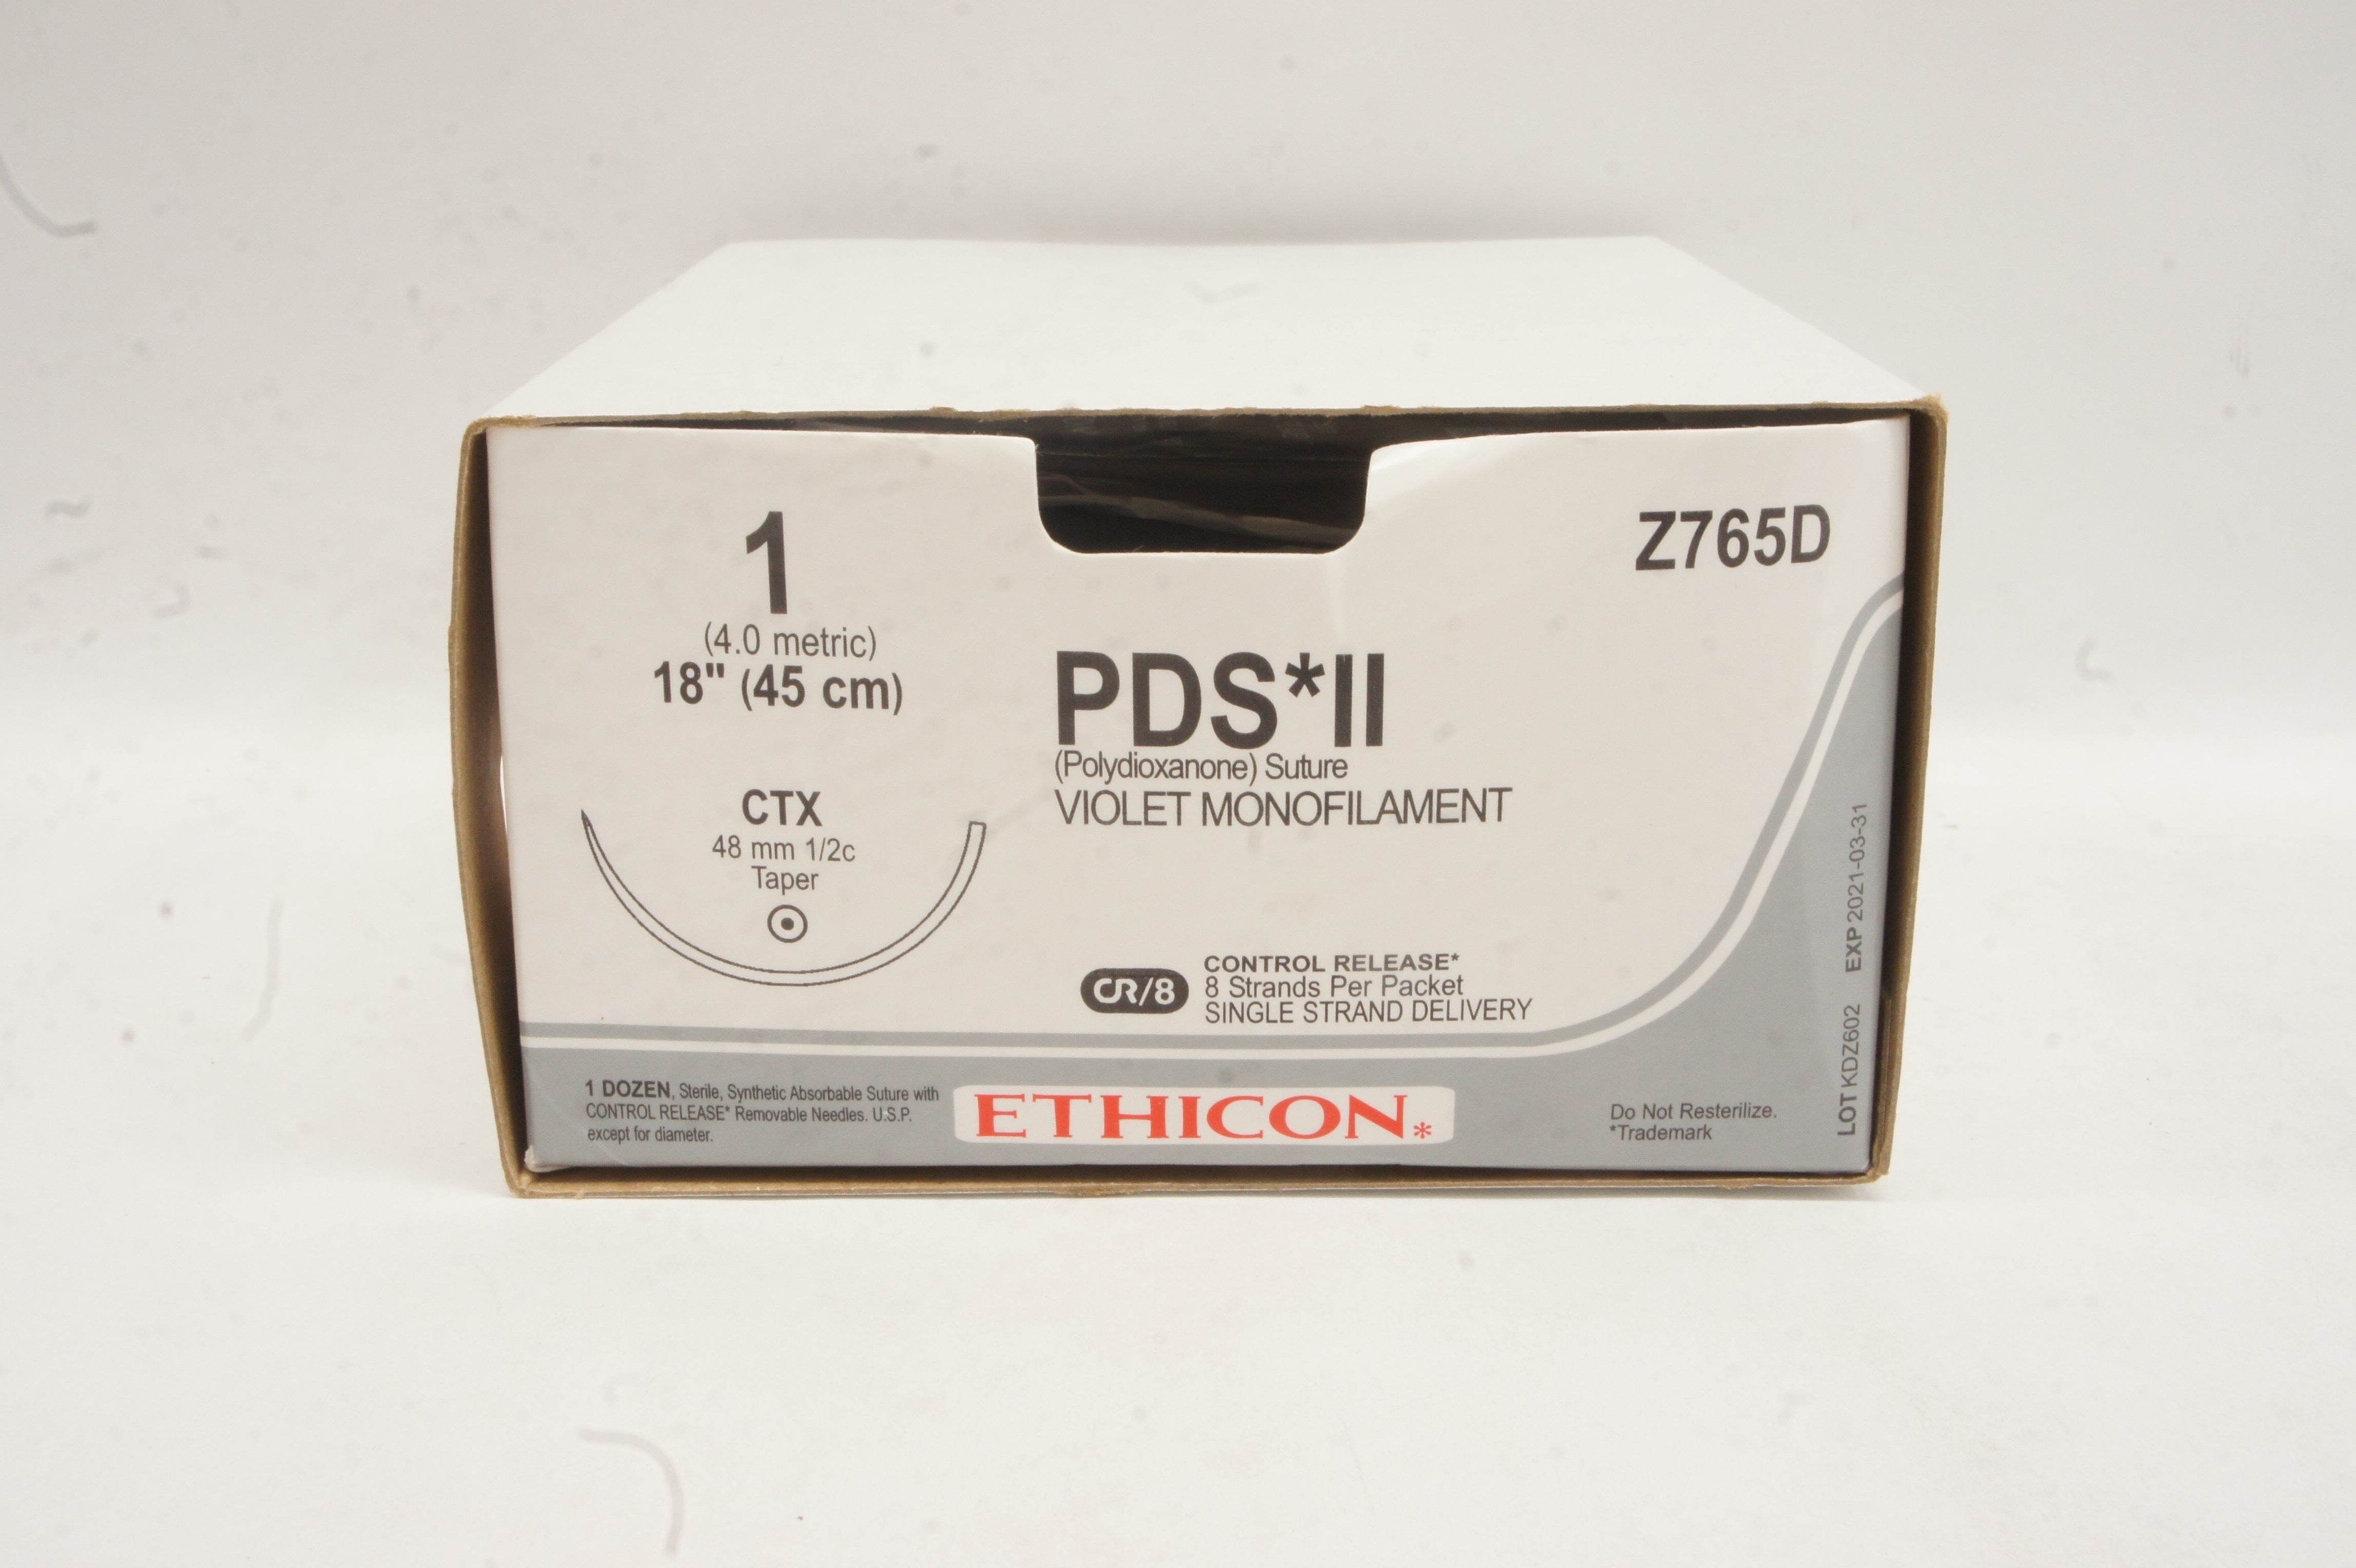 1
(4.0 metric)
18" (45 cm)
CTX
48 mm 1/2c
Taper
Z765D
PDS*II
(Polydioxanone) Suture
VIOLET MONOFILAMENT
CR/8
CONTROL RELEASE*
8 Strands Per Packet
SINGLE STRAND DELIVERY
1 DOZEN, Sterile, Synthetic Absorbable Suture with
CONTROL RELEASE* Removable Needles. U.S.P.
except for diameter.
ETHICON*
Do Not Resterilize.
*Trademark
LOT KDZ602 EXP 2021-03-31